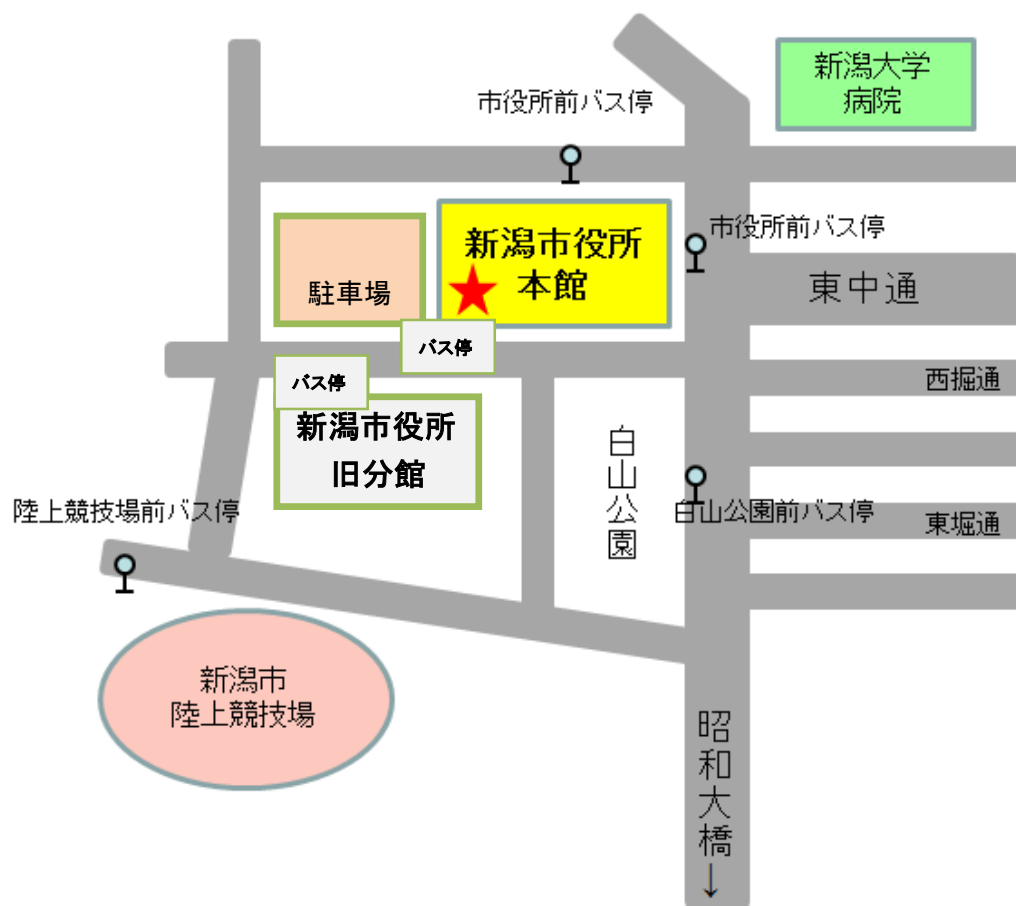 新潟大学
病院
市役所前バス停
市役所前バス停
新潟市役所
本館
駐車場
東中通
バス停
バス停
西掘通
新潟市役所
旧分館
白山公園
陸上競技場前バス停
白山公園前バス停
東堀通
新潟市
陸上競技場
昭和大橋
↓